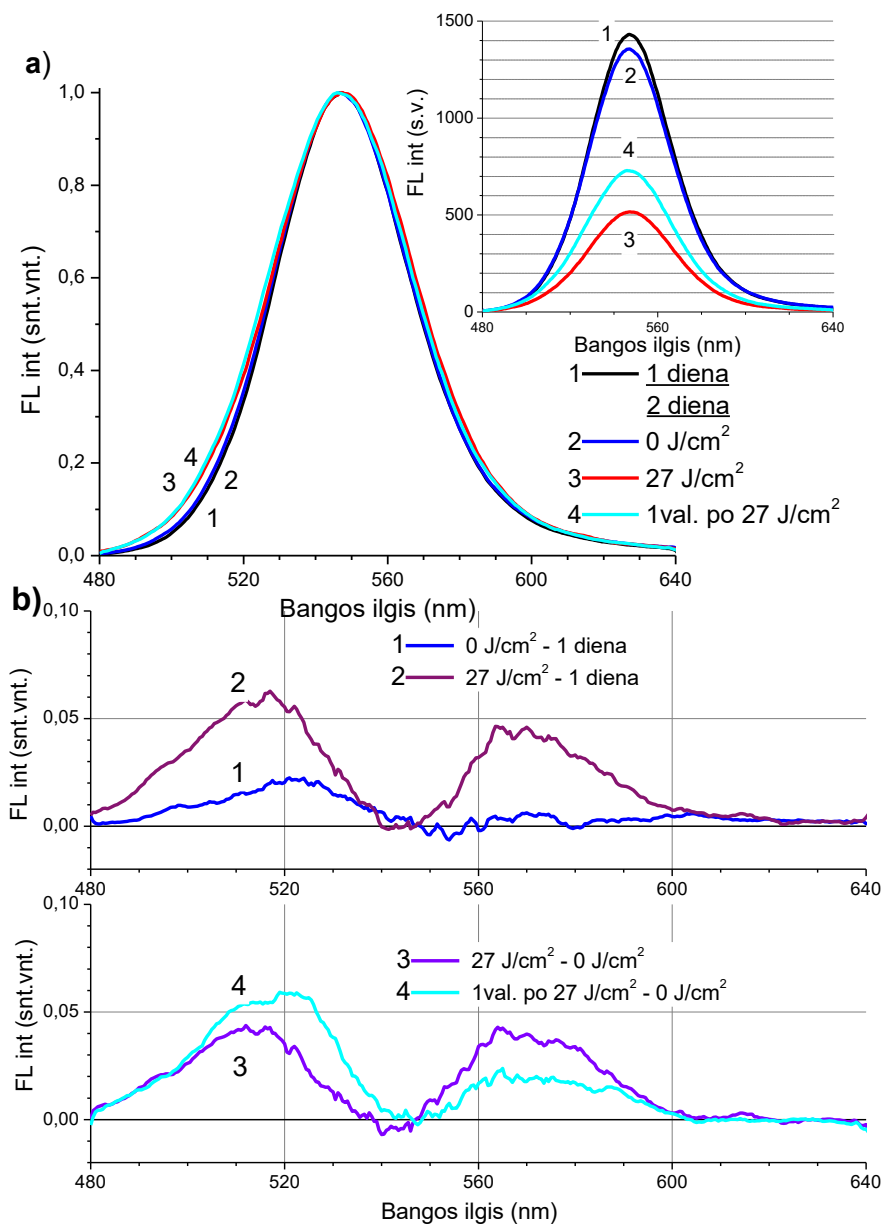 a)
FL int (snt.vnt.)
1,0
0,8
0,6
0,4
0,2
0,0
480
520
560
600
640
Bangos ilgis (nm)
1
2
3
4
FL int (s.v.)
1500
1000
500
0
480
560
640
Bangos ilgis (nm)
1
2
4
3
1 1 diena
2 diena
2 0 J/cm²
3 27 J/cm²
4 1val. po 27 J/cm²
b)
FL int (snt.vnt.)
0,10
0,05
0,00
480
520
560
600
640
1 0 J/cm² - 1 diena
2 27 J/cm² - 1 diena
2
1
FL int (snt.vnt.)
0,10
0,05
0,00
480
520
560
600
640
3 27 J/cm² - 0 J/cm²
4 1val. po 27 J/cm² - 0 J/cm²
4
3
Bangos ilgis (nm)